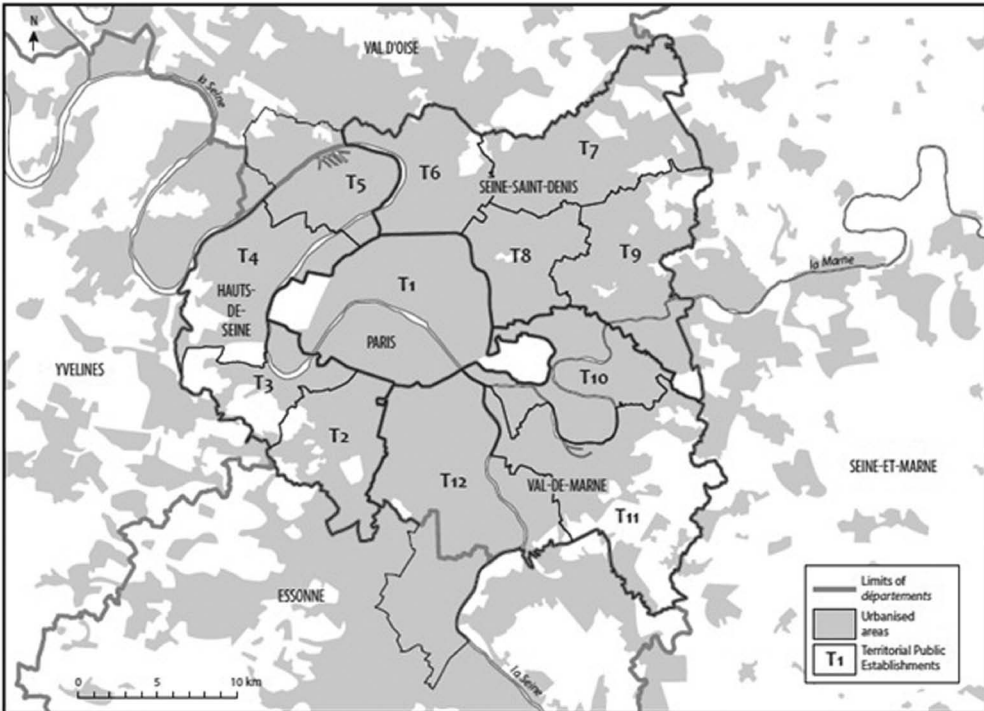 N
VAL D'OISE
la Seine
T7
T6
T5
SEINE-SAINT-DENIS
T4
T8
T9
la Marne
HAUTS-
DE-
SEINE
T1
PARIS
YVELINES
T3
T10
T2
SEINE-ET-MARNE
T12
VAL-DE-MARNE
T11
ESSONNE
la Seine
0 5 10 km
Limits of
départements
Urbanised
areas
T1 Territorial Public
Establishments